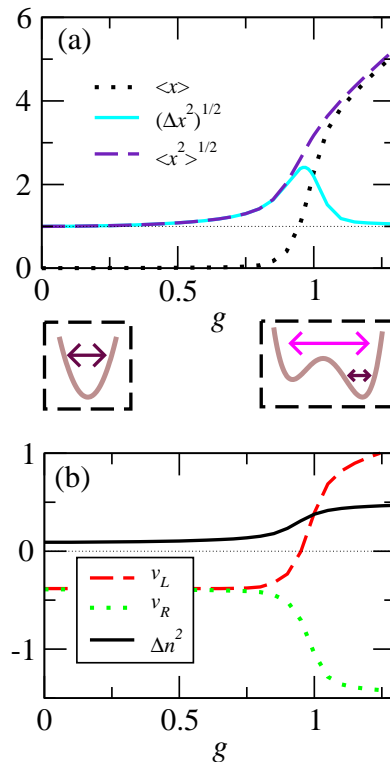 6
(a)
<x>
4
(Δx²)^1/2
<x²>^1/2
2
0
0 0.5 1
g
1
(b)
0
v_L
v_R
-1
Δn²
0 0.5 1
g